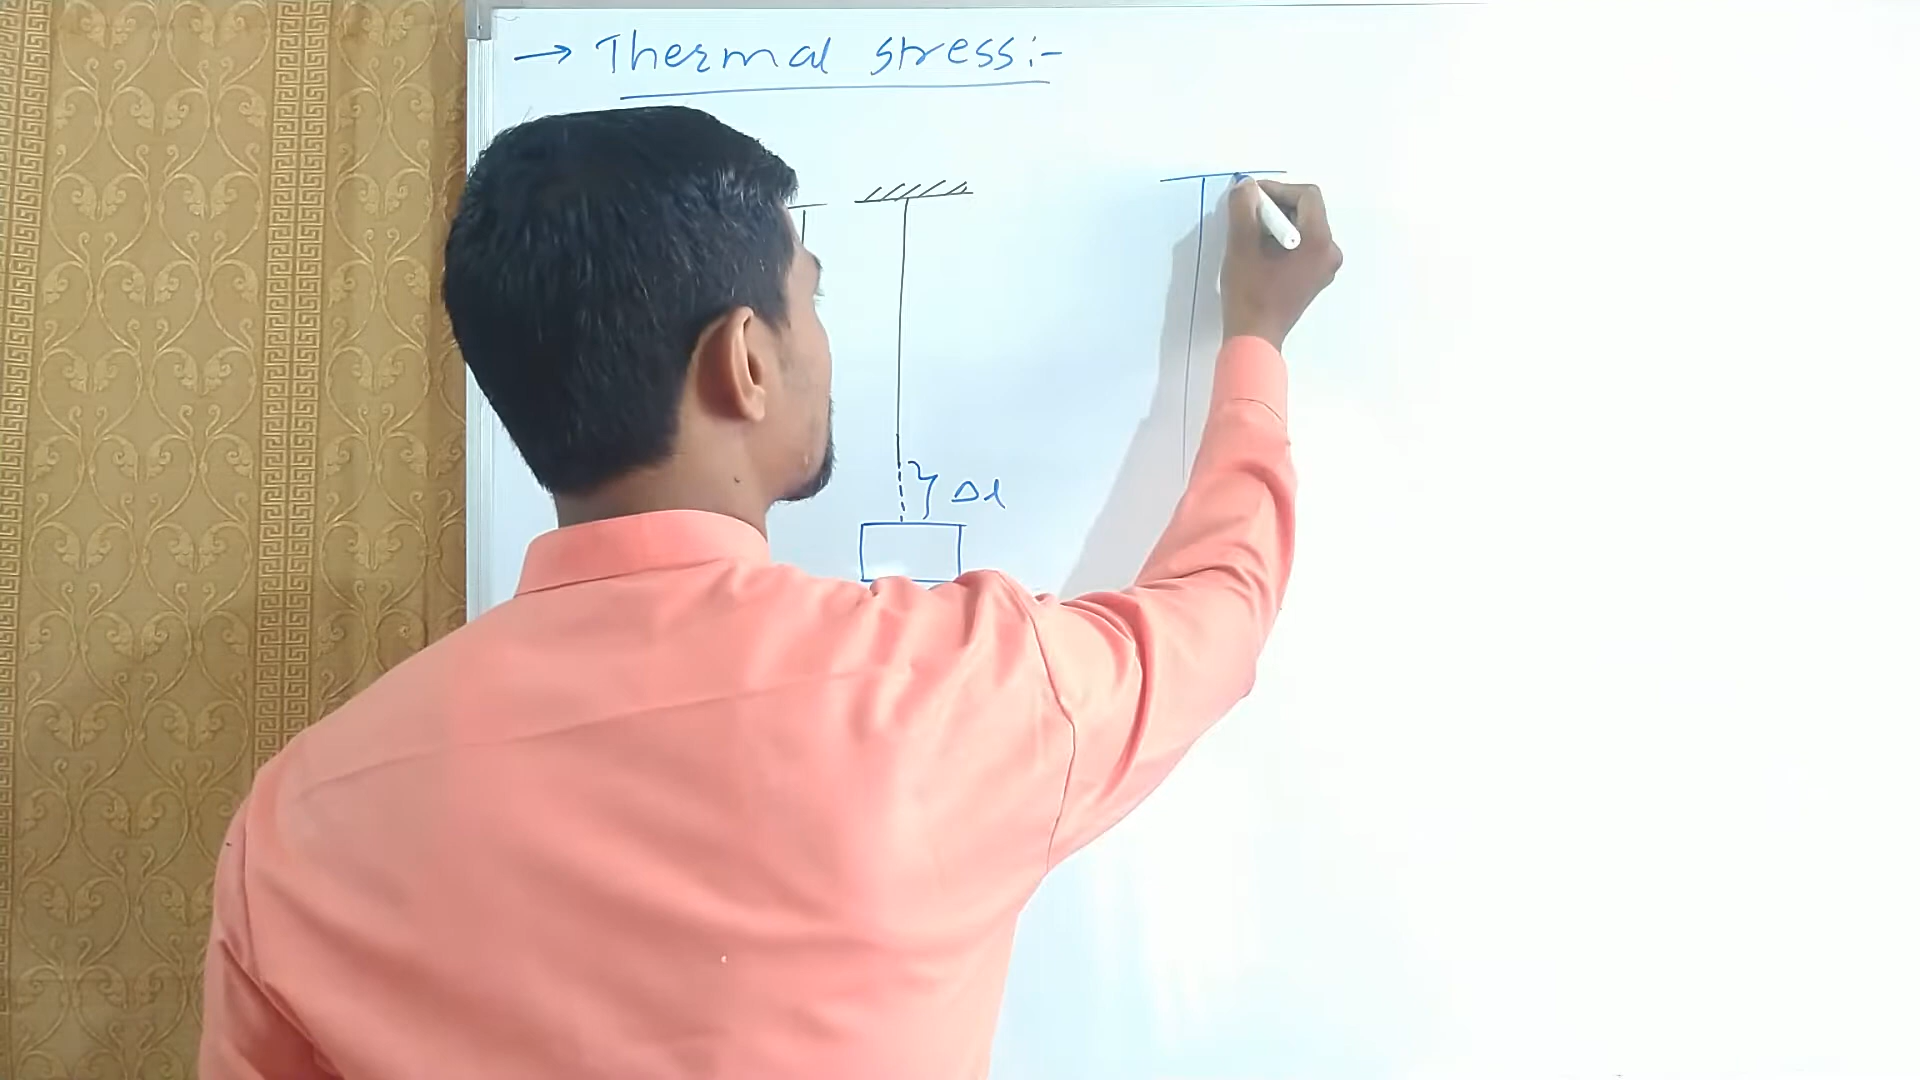 → Thermal stress:-
Δl